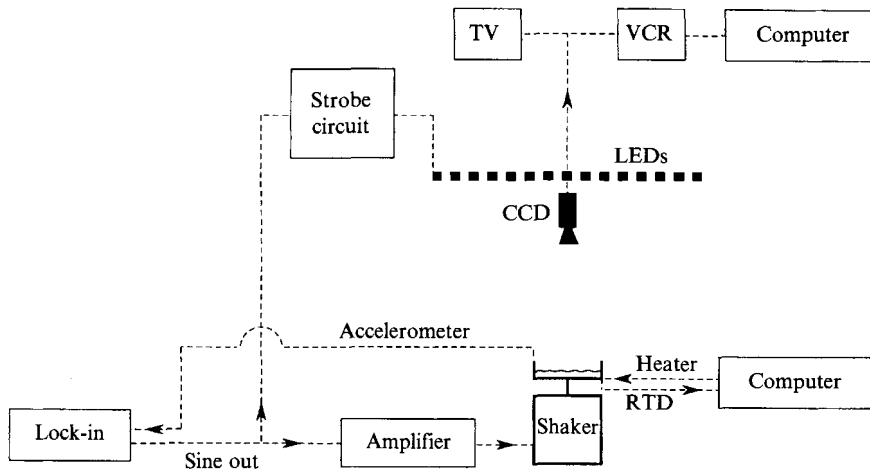 TV
VCR
Computer
Strobe
circuit
LEDs
CCD
Accelerometer
Heater
RTD
Computer
Lock-in
Sine out
Amplifier
Shaker